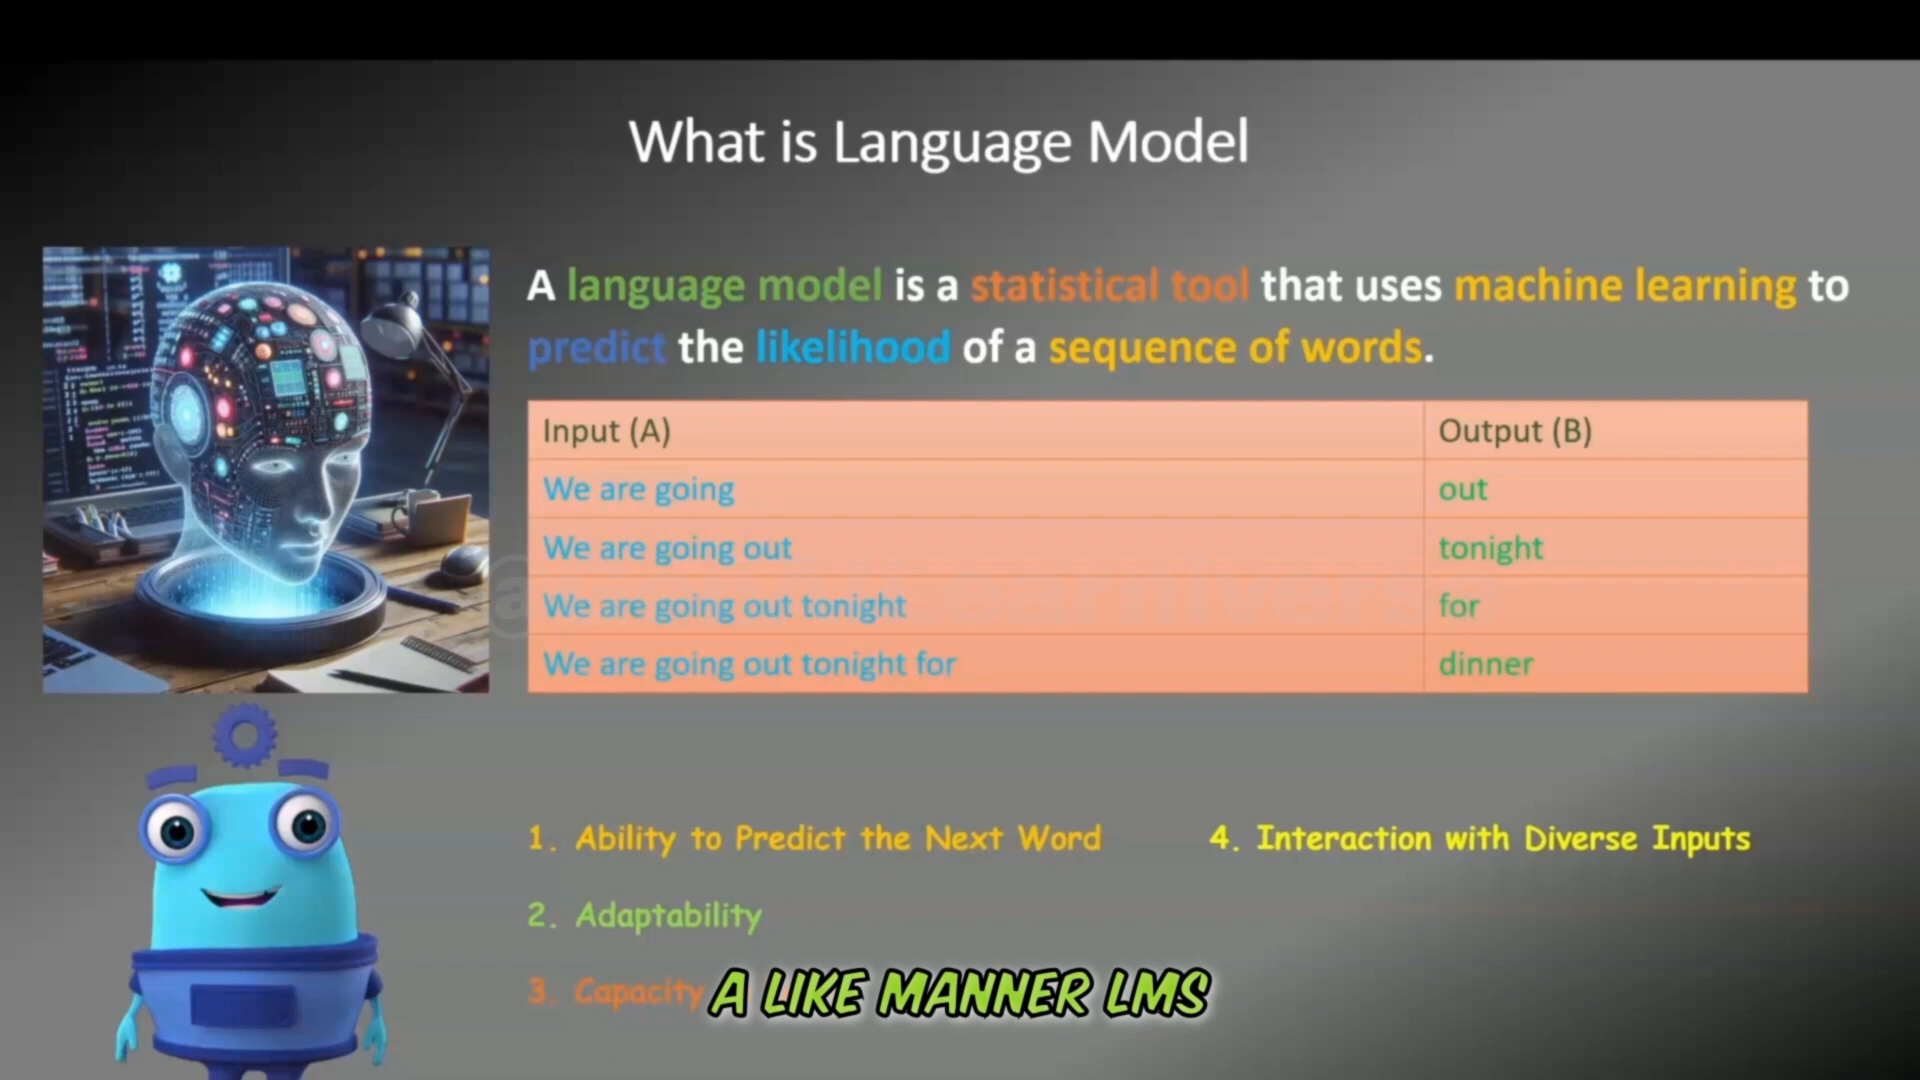 What is Language Model
A language model is a statistical tool that uses machine learning to
predict the likelihood of a sequence of words.
Input (A) Output (B)
We are going out
We are going out tonight
We are going out tonight for
We are going out tonight for dinner
1. Ability to Predict the Next Word
4. Interaction with Diverse Inputs
2. Adaptability
3. Capacity
A LIKE MANNER LMS